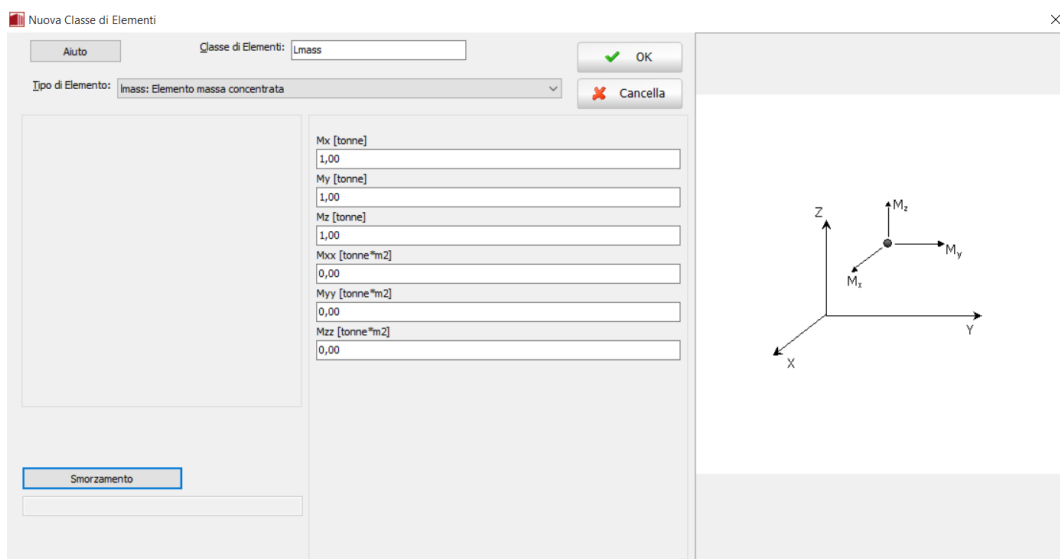 Nuova Classe di Elementi
Aiuto
Classe di Elementi:
Lmass
OK
Tipo di Elemento:
lmass: Elemento massa concentrata
Cancella
Mx [tonne]
1,00
My [tonne]
1,00
Mz [tonne]
1,00
Mxx [tonne*m2]
0,00
Myy [tonne*m2]
0,00
Mzz [tonne*m2]
0,00
Smorzamento
Z
Mz
My
Mx
Y
X